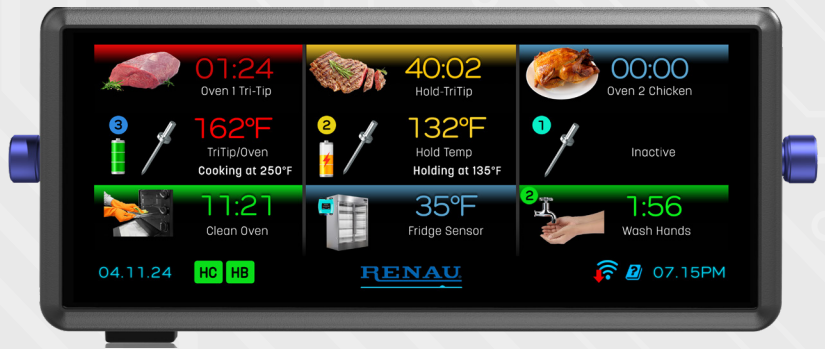 01:24
Oven 1 Tri-Tip
40:02
Hold-TriTip
00:00
Oven 2 Chicken
3
162°F
TriTip/Oven
Cooking at 250°F
2
132°F
Hold Temp
Holding at 135°F
1
Inactive
11:21
Clean Oven
35°F
Fridge Sensor
2
1:56
Wash Hands
04.11.24
HC HB
RENAU
?
07.15PM